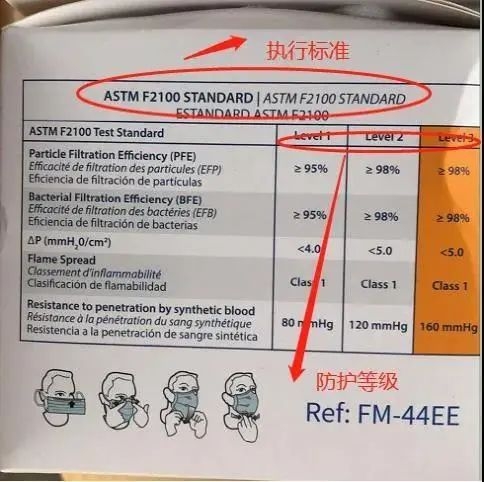 执行标准
ASTM F2100 STANDARD | ASTM F2100 STANDARD
ESTANDARD ASTM F2100
ASTM F2100 Test Standard Level 1 Level 2 Level 3
Particle Filtration Efficiency (PFE)
Efficacité de filtration des particules (EFP) ≥ 95% ≥ 98% ≥ 98%
Eficiencia de filtración de partículas
Bacterial Filtration Efficiency (BFE)
Efficacité de filtration des bactéries (EFB) ≥ 95% ≥ 98% ≥ 98%
Eficiencia de filtración de bacterias
ΔP (mmH₂0/cm²) <4.0 <5.0 <5.0
Flame Spread
Classement d'inflammabilité Class 1 Class 1 Class 1
Clasificación de flamabilidad
Resistance to penetration by synthetic blood
Résistance à la pénétration du sang synthétique 80 mmHg 120 mmHg 160 mmHg
Resistencia a la penetración de sangre sintética
防护等级
Ref: FM-44EE